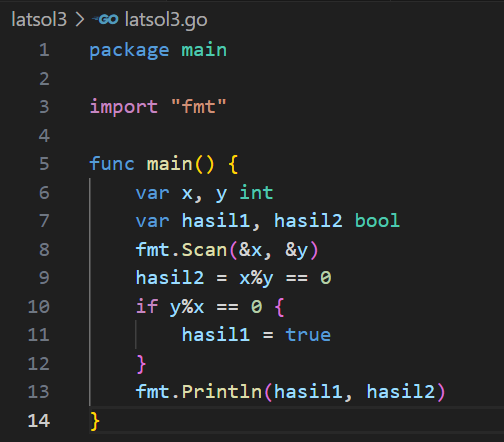 latsol3 > GO latsol3.go
1 package main
2
3 import "fmt"
4
5 func main() {
6     var x, y int
7     var hasil1, hasil2 bool
8     fmt.Scan(&x, &y)
9     hasil2 = x%y == 0
10     if y%x == 0 {
11         hasil1 = true
12     }
13     fmt.Println(hasil1, hasil2)
14 }